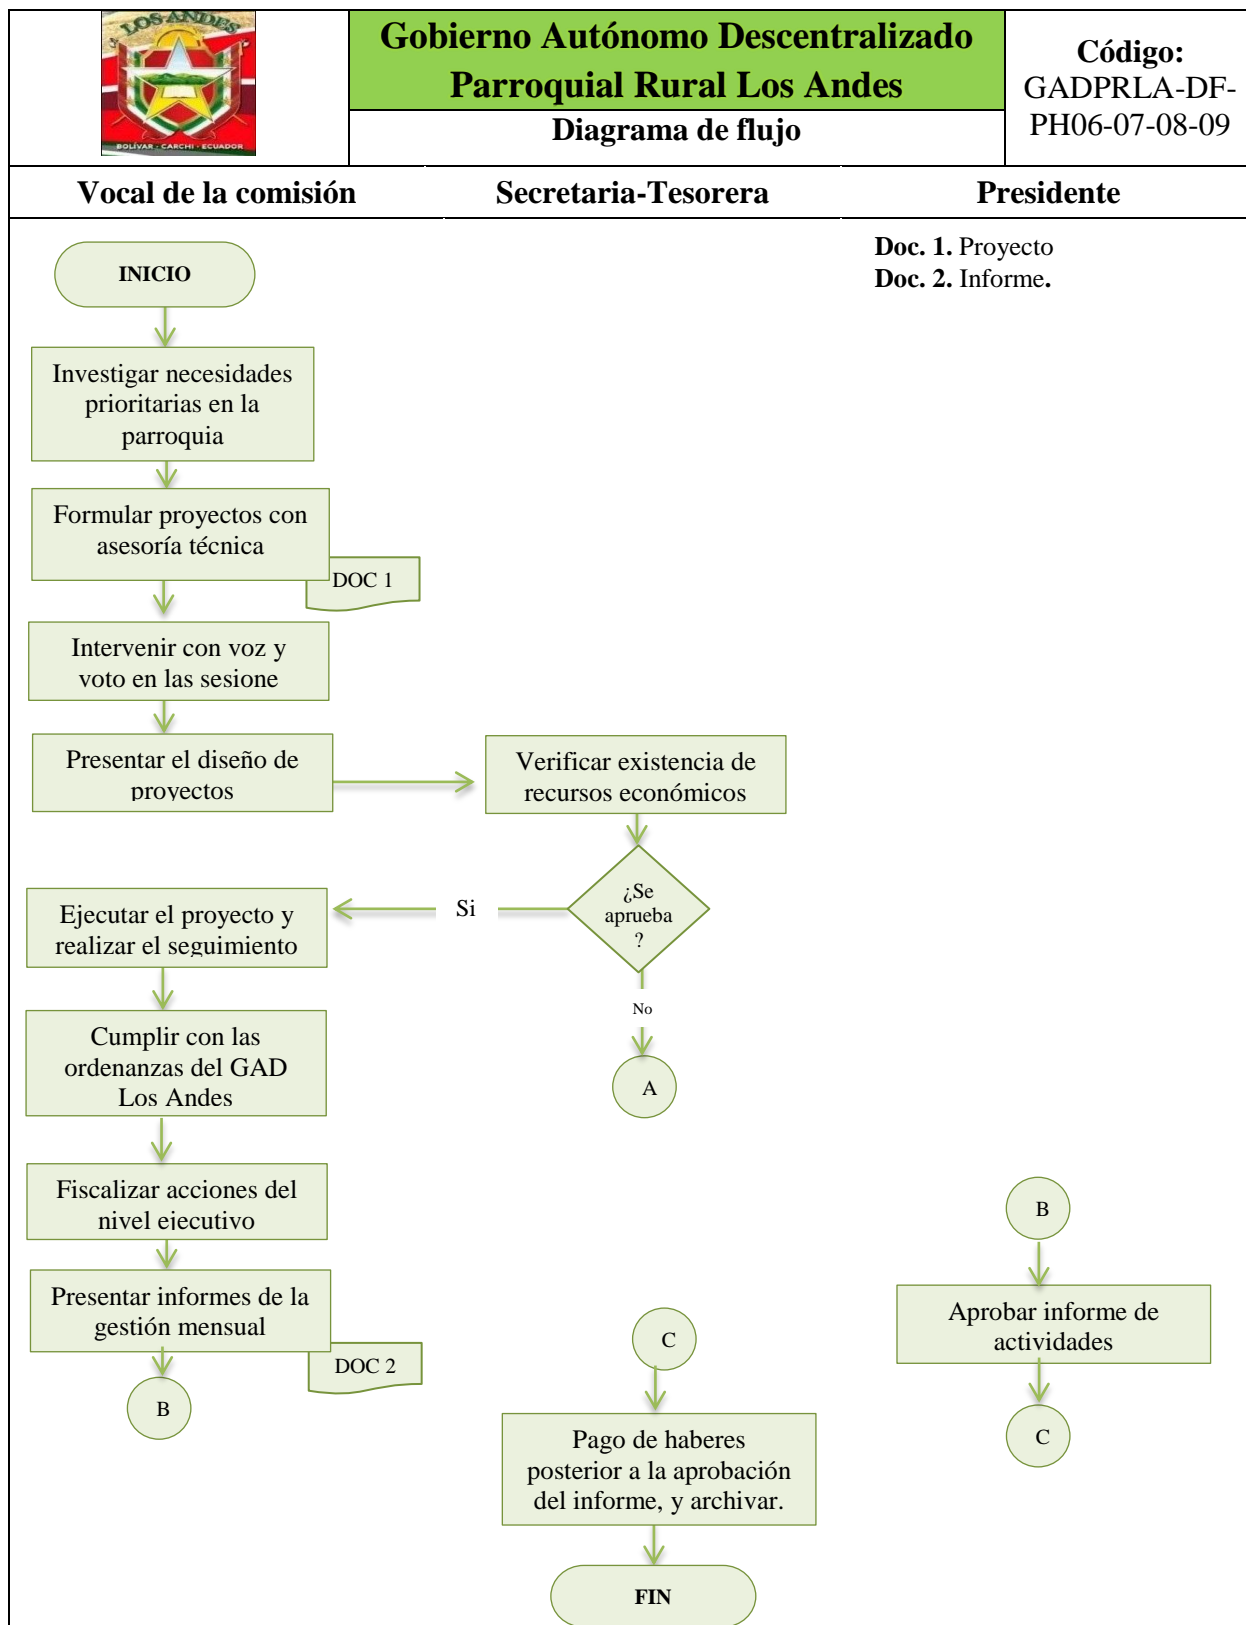 LOS ANDES
BOLÍVAR - CARCHI - ECUADOR
Gobierno Autónomo Descentralizado
Parroquial Rural Los Andes
Diagrama de flujo
Código:
GADPRLA-DF-
PH06-07-08-09
Vocal de la comisión
Secretaria-Tesorera
Presidente
Doc. 1. Proyecto
Doc. 2. Informe.
INICIO
Investigar necesidades
prioritarias en la
parroquia
Formular proyectos con
asesoría técnica
DOC 1
Intervenir con voz y
voto en las sesione
Presentar el diseño de
proyectos
Verificar existencia de
recursos económicos
¿Se
aprueba
?
Si
Ejecutar el proyecto y
realizar el seguimiento
No
A
Cumplir con las
ordenanzas del GAD
Los Andes
Fiscalizar acciones del
nivel ejecutivo
Presentar informes de la
gestión mensual
DOC 2
B
B
Aprobar informe de
actividades
C
C
Pago de haberes
posterior a la aprobación
del informe, y archivar.
FIN